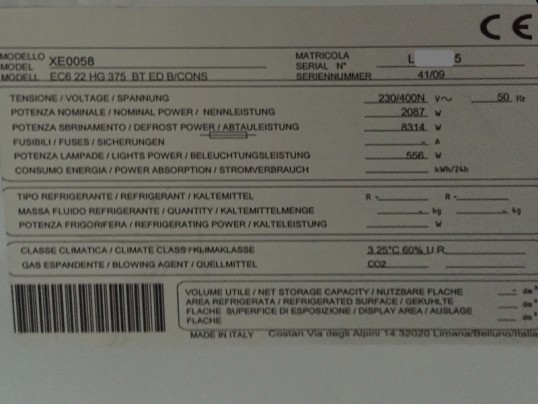 CE
MODELLO
MODEL XE0058
MODELL EC6 22 HG 375 BT ED B/CONS
MATRICOLA L 5
SERIAL N°
SERIENNUMMER 41/09
TENSIONE / VOLTAGE / SPANNUNG 230/400N V~ 50 Hz
POTENZA NOMINALE / NOMINAL POWER / NENNLEISTUNG 2087 W
POTENZA SBRINAMENTO / DEFROST POWER / ABTAULEISTUNG 8314 W
FUSIBILI / FUSES / SICHERUNGEN - A
POTENZA LAMPADE / LIGHTS POWER / BELEUCHTUNGSLEISTUNG 556 W
CONSUMO ENERGIA / POWER ABSORPTION / STROMVERBRAUCH kWh/24h
TIPO REFRIGERANTE / REFRIGERANT / KALTEMITTEL R - R -
MASSA FLUIDO REFRIGERANTE / QUANTITY / KALTEMITTELMENGE - kg - kg
POTENZA FRIGORIFERA / REFRIGERATING POWER / KALTELEISTUNG W
CLASSE CLIMATICA / CLIMATE CLASS / KLIMAKLASSE 3 25°C 60% U.R.
GAS ESPANDENTE / BLOWING AGENT / QUELLMITTEL CO2
VOLUME UTILE / NET STORAGE CAPACITY / NUTZBARE FLACHE - dm³
AREA REFRIGERATA / REFRIGERATED SURFACE / GEKUHLTE
FLACHE SUPERFICE DI ESPOSIZIONE / DISPLAY AREA / AUSLAGE
FLACHE
MADE IN ITALY Costan Via degli Alpini 14 32020 Limana/Belluno/Italia